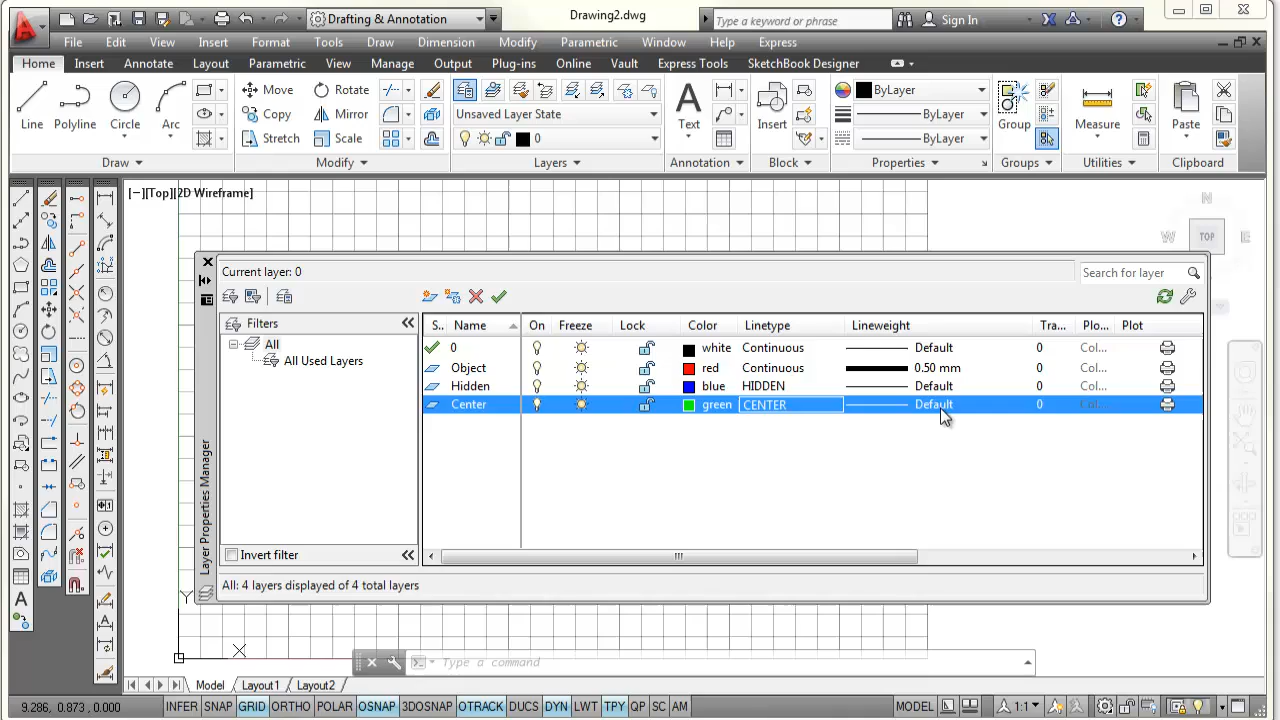 Drafting & Annotation
Drawing2.dwg
Type a keyword or phrase
Sign In
File Edit View Insert Format Tools Draw Dimension Modify Parametric Window Help Express
Home Insert Annotate Layout Parametric View Manage Output Plug-ins Online Vault Express Tools SketchBook Designer
Line
Polyline
Circle
Arc
Move
Rotate
Copy
Mirror
Stretch
Scale
Unsaved Layer State
0
Text
Insert
ByLayer
ByLayer
ByLayer
Group
Measure
Paste
Draw Modify Layers Annotation Block Properties Groups Utilities Clipboard
[−][Top][2D Wireframe]
N
W TOP E
Current layer: 0
Search for layer
Filters
All
All Used Layers
S.. Name On Freeze Lock Color Linetype Lineweight Tra... Plo... Plot
0 white Continuous Default 0 Col...
Object red Continuous 0.50 mm 0 Col...
Hidden blue HIDDEN Default 0 Col...
Center green CENTER Default 0 Col...
Layer Properties Manager
Invert filter
All: 4 layers displayed of 4 total layers
Y
X
Type a command
Model Layout1 Layout2
9.286, 0.873, 0.000 INFER SNAP GRID ORTHO POLAR OSNAP 3DOSNAP OTRACK DUCS DYN LWT TPY QP SC AM MODEL 1:1